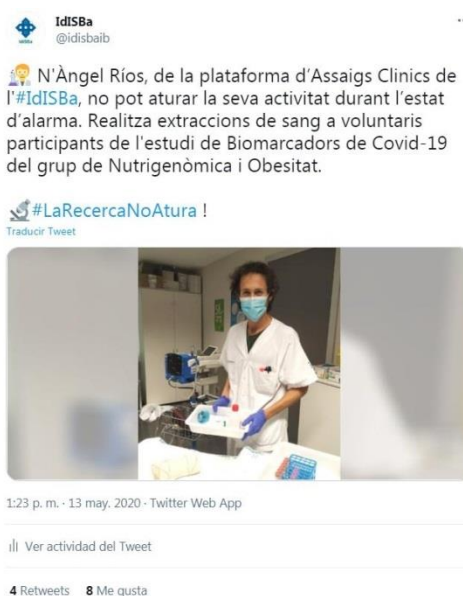 IdISBa
@idisbaib
N'Àngel Ríos, de la plataforma d'Assaigs Clinics de
l'#IdISBa, no pot aturar la seva activitat durant l'estat
d'alarma. Realitza extraccions de sang a voluntaris
participants de l'estudi de Biomarcadors de Covid-19
del grup de Nutrigenòmica i Obesitat.
#LaRecercaNoAtura !
Traducir Tweet
1:23 p. m. · 13 may. 2020 · Twitter Web App
Ver actividad del Tweet
4 Retweets 8 Me gusta